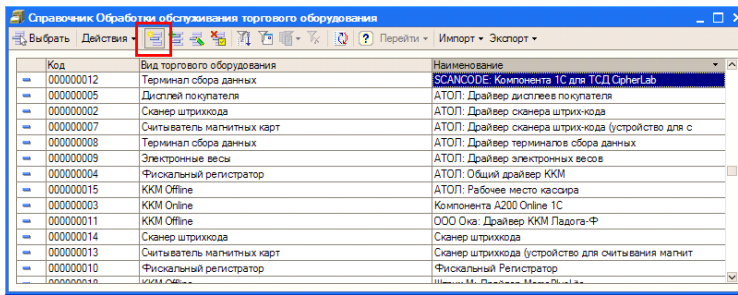 Справочник Обработки обслуживания торгового оборудования
Выбрать Действия Перейти Импорт Экспорт
Код Вид торгового оборудования Наименование
000000012 Терминал сбора данных SCANCODE: Компонента 1С для ТСД CipherLab
000000005 Дисплей покупателя АТОЛ: Драйвер дисплеев покупателя
000000002 Сканер штрихкода АТОЛ: Драйвер сканера штрих-кода
000000007 Считыватель магнитных карт АТОЛ: Драйвер сканера штрих-кода (устройство для с
000000008 Терминал сбора данных АТОЛ: Драйвер терминалов сбора данных
000000009 Электронные весы АТОЛ: Драйвер электронных весов
000000004 Фискальный регистратор АТОЛ: Общий драйвер ККМ
000000015 ККМ Offline АТОЛ: Рабочее место кассира
000000003 ККМ Online Компонента А200 Online 1С
000000011 ККМ Offline ООО Ока: Драйвер ККМ Ладога-Ф
000000014 Сканер штрихкода Сканер штрихкода
000000013 Считыватель магнитных карт Сканер штрихкода (устройство для считывания магнит
000000010 Фискальный регистратор Фискальный Регистратор